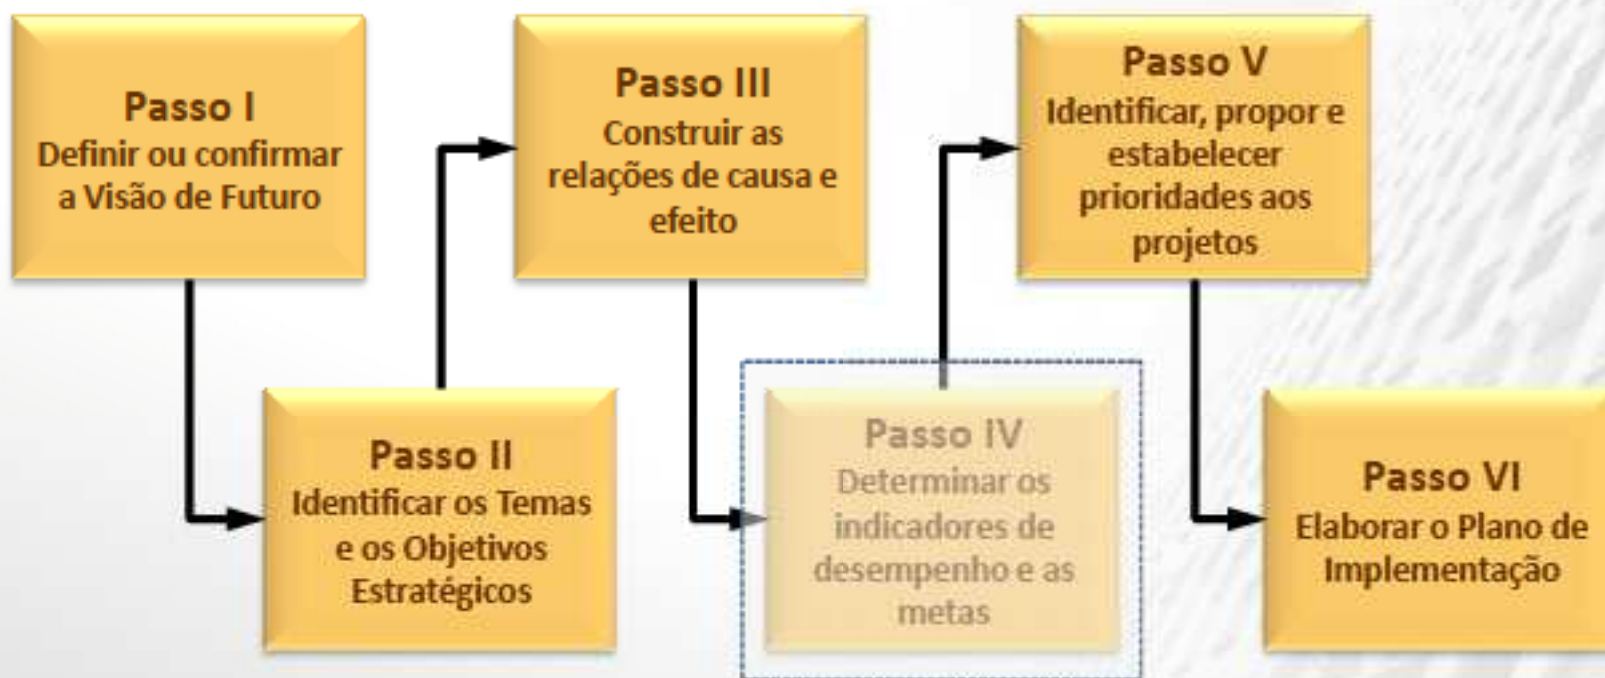 Passo I
Definir ou confirmar
a Visão de Futuro
Passo II
Identificar os Temas
e os Objetivos
Estratégicos
Passo III
Construir as
relações de causa e
efeito
Passo IV
Determinar os
indicadores de
desempenho e as
metas
Passo V
Identificar, propor e
estabelecer
prioridades aos
projetos
Passo VI
Elaborar o Plano de
Implementação